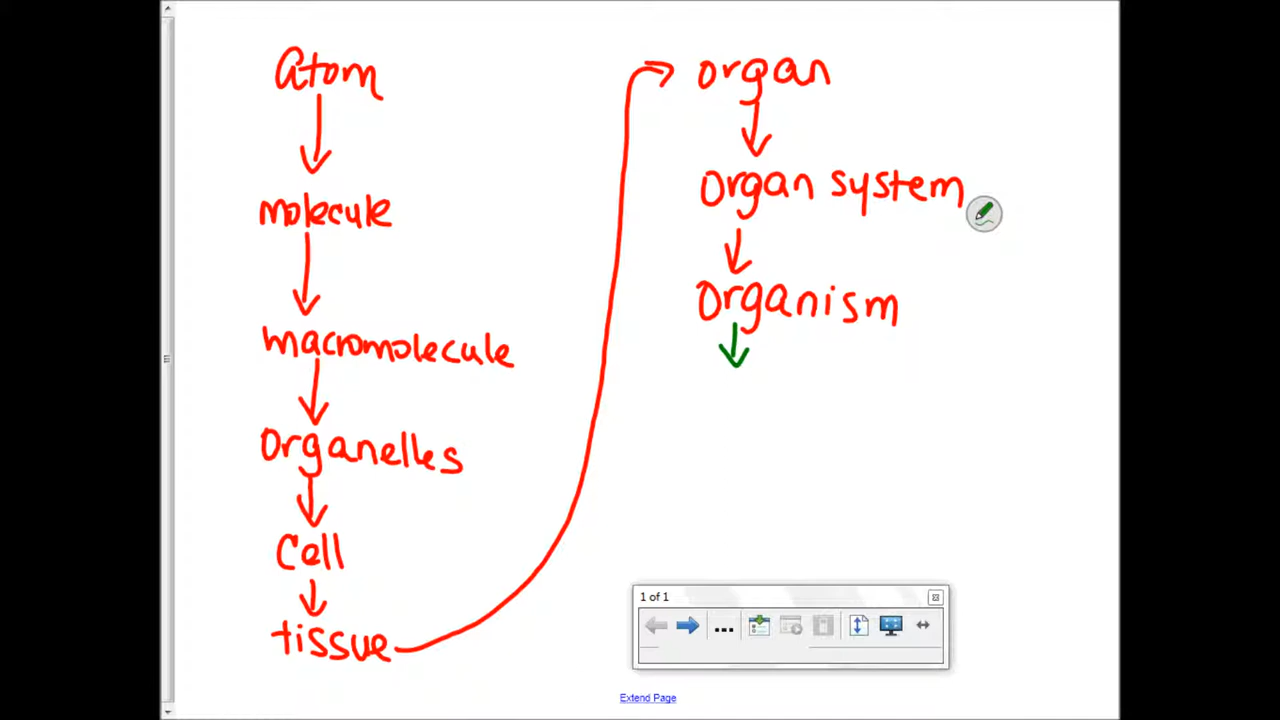 Atom
molecule
macromolecule
Organelles
Cell
tissue
organ
Organ system
Organism
1 of 1
...
Extend Page